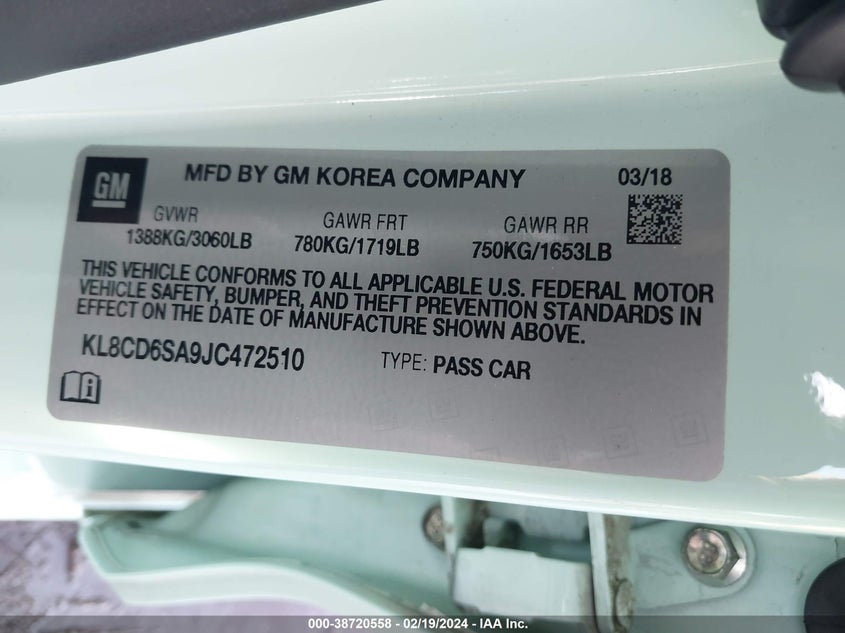 GM
MFD BY GM KOREA COMPANY 03/18
GVWR GAWR FRT GAWR RR
1388KG/3060LB 780KG/1719LB 750KG/1653LB
THIS VEHICLE CONFORMS TO ALL APPLICABLE U.S. FEDERAL MOTOR
VEHICLE SAFETY, BUMPER, AND THEFT PREVENTION STANDARDS IN
EFFECT ON THE DATE OF MANUFACTURE SHOWN ABOVE.
KL8CD6SA9JC472510 TYPE: PASS CAR
000-38720558 - 02/19/2024 - IAA Inc.